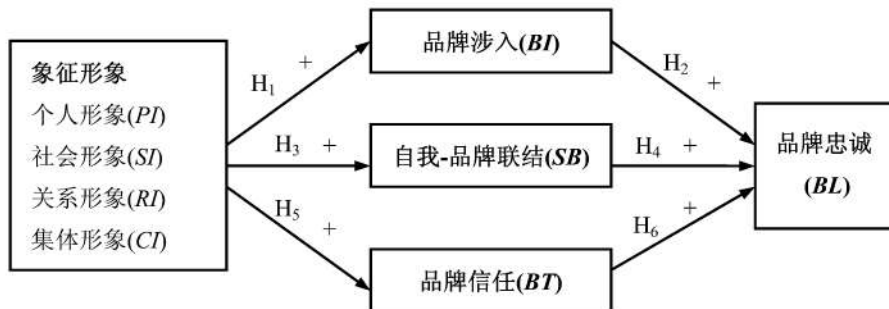 象征形象
个人形象(PI)
社会形象(SI)
关系形象(RI)
集体形象(CI)
H1
+
H3
+
H5
+
品牌涉入(BI)
自我-品牌联结(SB)
品牌信任(BT)
H2
+
H4
+
H6
+
品牌忠诚
(BL)